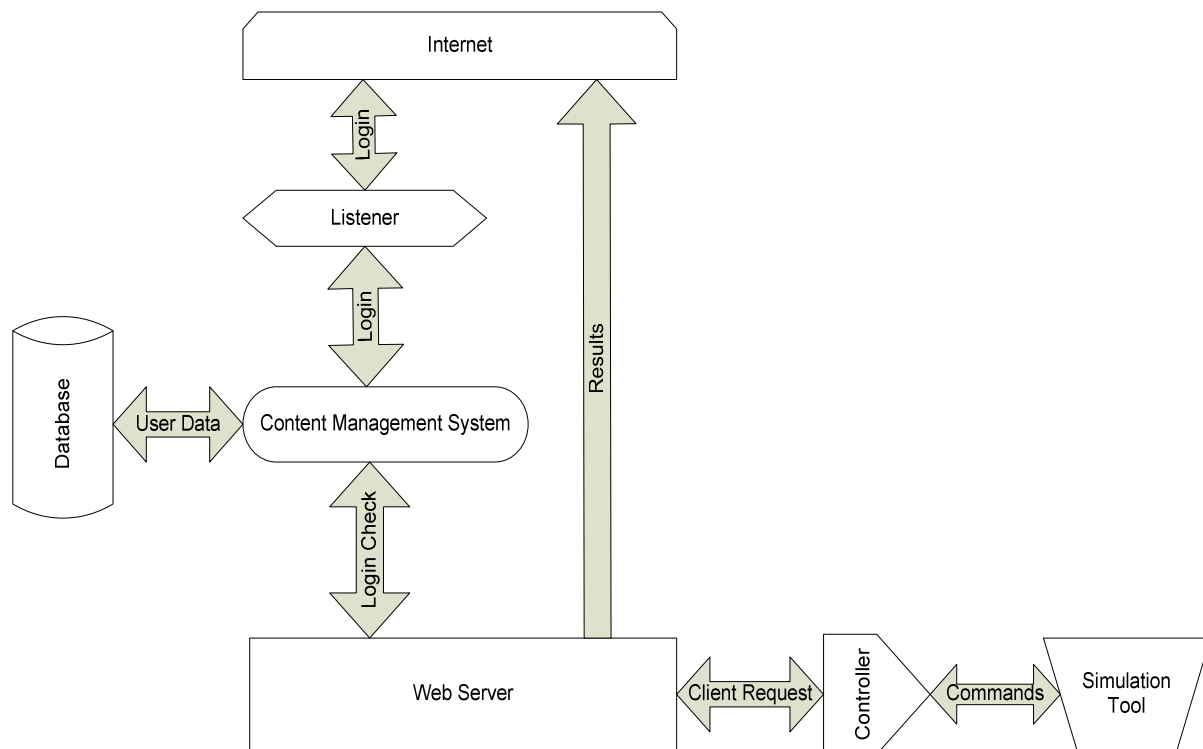 Internet
Login
Listener
Login
Results
Database
User Data
Content Management System
Login Check
Web Server
Client Request
Controller
Commands
Simulation
Tool